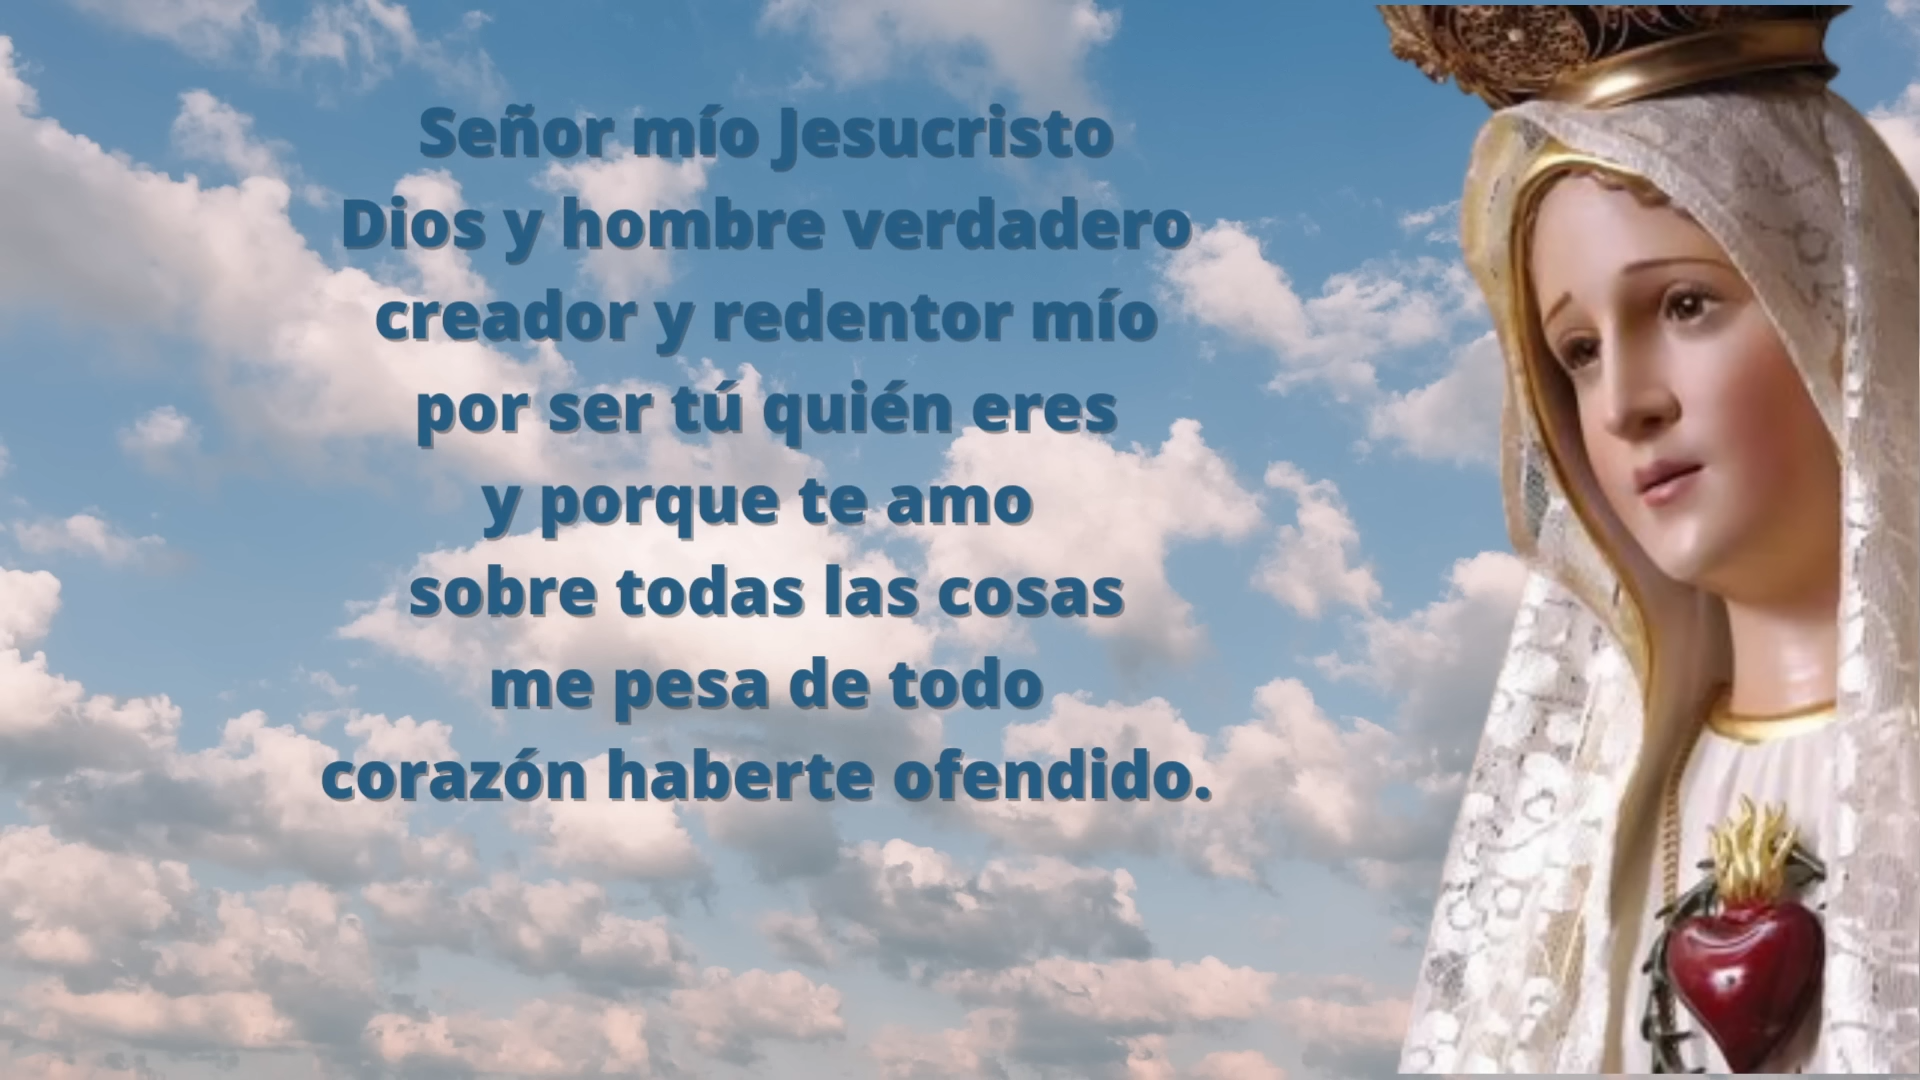 Señor mío Jesucristo
Dios y hombre verdadero
creador y redentor mío
por ser tú quién eres
y porque te amo
sobre todas las cosas
me pesa de todo
corazón haberte ofendido.